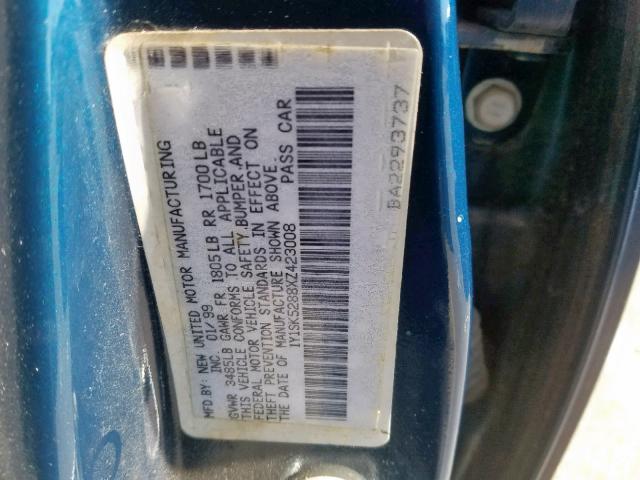 MFD BY: NEW UNITED MOTOR MANUFACTURING
INC. 01/99
GVWR 3485LB GAWR FR 1805LB RR 1700LB
THIS VEHICLE CONFORMS TO ALL APPLICABLE
FEDERAL MOTOR VEHICLE SAFETY,BUMPER,AND
THEFT PREVENTION STANDARDS IN EFFECT ON
THE DATE OF MANUFACTURE SHOWN ABOVE.
1Y1SK5288XZ423008 PASS CAR
BA2293737